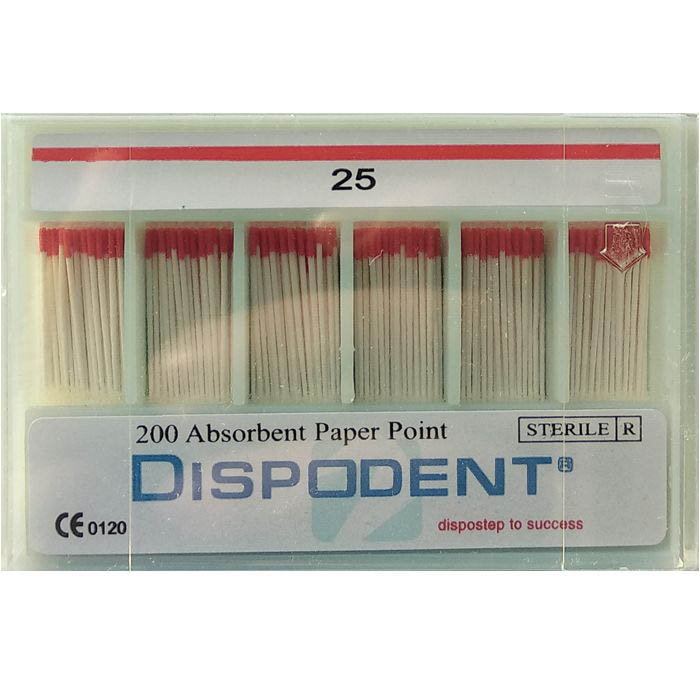 25
200 Absorbent Paper Point
STERILE R
DISPODENT®
CE 0120
dispostep to success